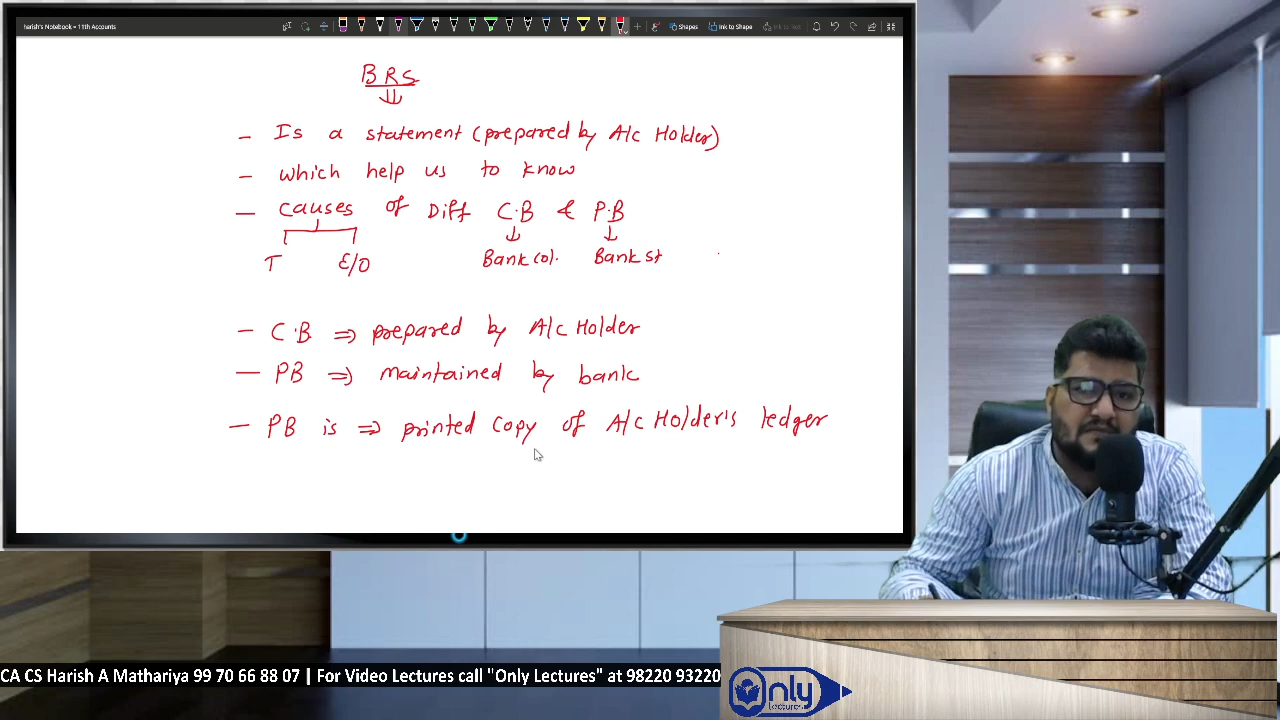 harish's Notebook » 11th Accounts
Shapes
Ink to Shape
Ink to Text
BRS
– Is a statement (prepared by A/c Holder)
– which help us to know
– causes of Diff C.B & P.B
T E/O Bank col. Bank st
– C.B ⇒ prepared by A/c Holder
– PB ⇒ maintained by bank
– PB is ⇒ printed copy of A/c Holder's ledger
CA CS Harish A Mathariya 99 70 66 88 07 | For Video Lectures call "Only Lectures" at 98220 93220
Only
Lectures